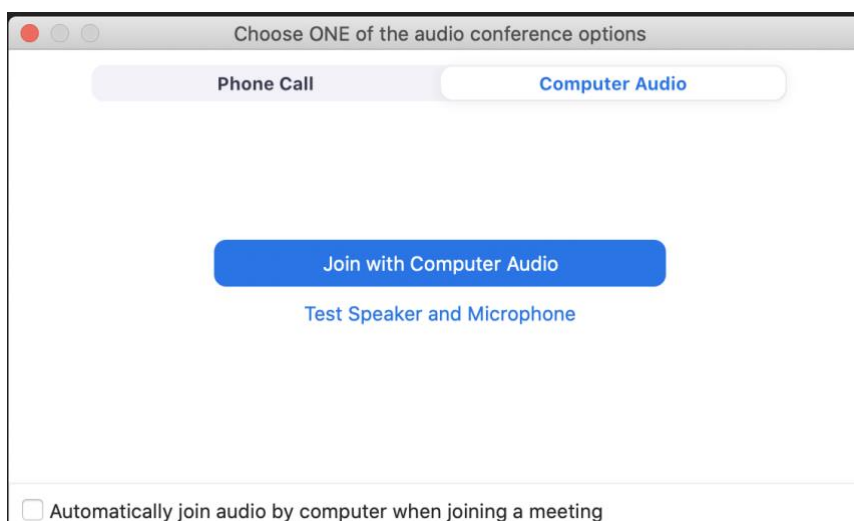 Choose ONE of the audio conference options
Phone Call Computer Audio
Join with Computer Audio
Test Speaker and Microphone
Automatically join audio by computer when joining a meeting